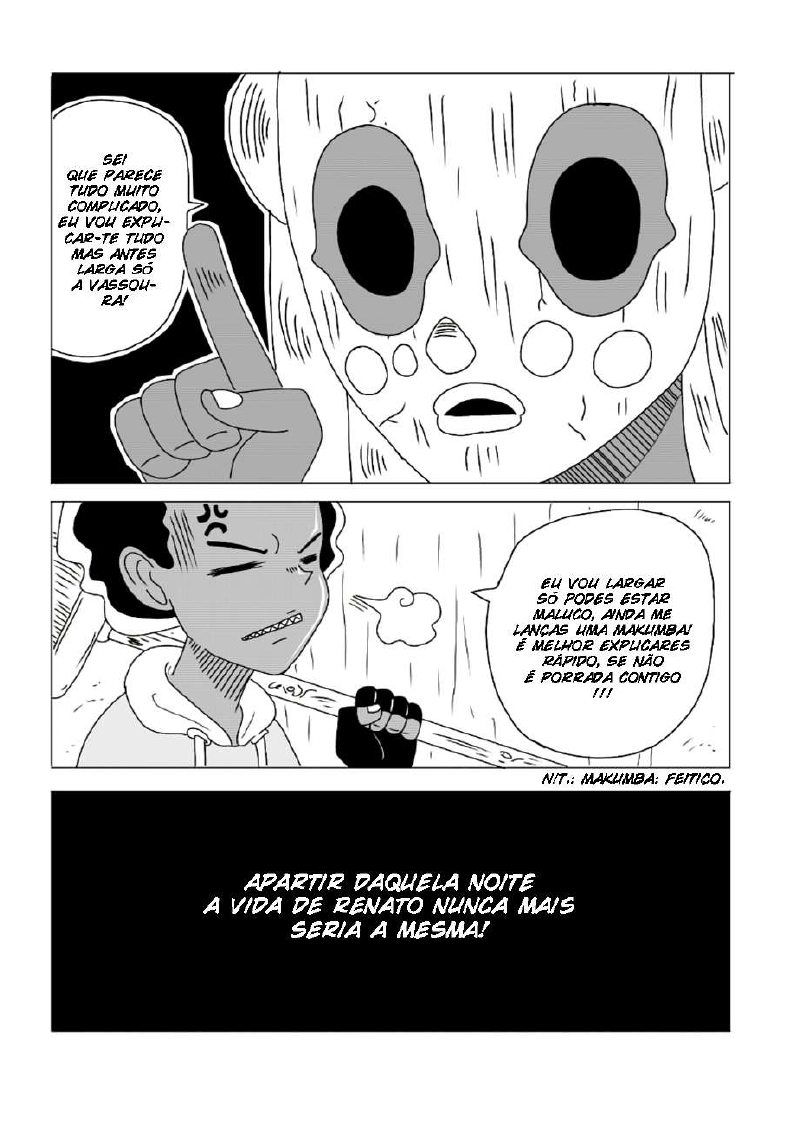 SEI
QUE PARECE
TUDO MUITO
COMPLICADO,
EU VOU EXPLI-
CAR-TE TUDO
MAS ANTES
LARGA SÓ
A VASSOU-
RA!
EU VOU LARGAR
SÓ PODES ESTAR
MALUCO, AINDA ME
LANÇAS UMA MAKUMBA!
É MELHOR EXPLICARES
RÁPIDO, SE NÃO
É PORRADA CONTIGO
!!!
N/T.: MAKUMBA: FEITIÇO.
APARTIR DAQUELA NOITE
A VIDA DE RENATO NUNCA MAIS
SERIA A MESMA!